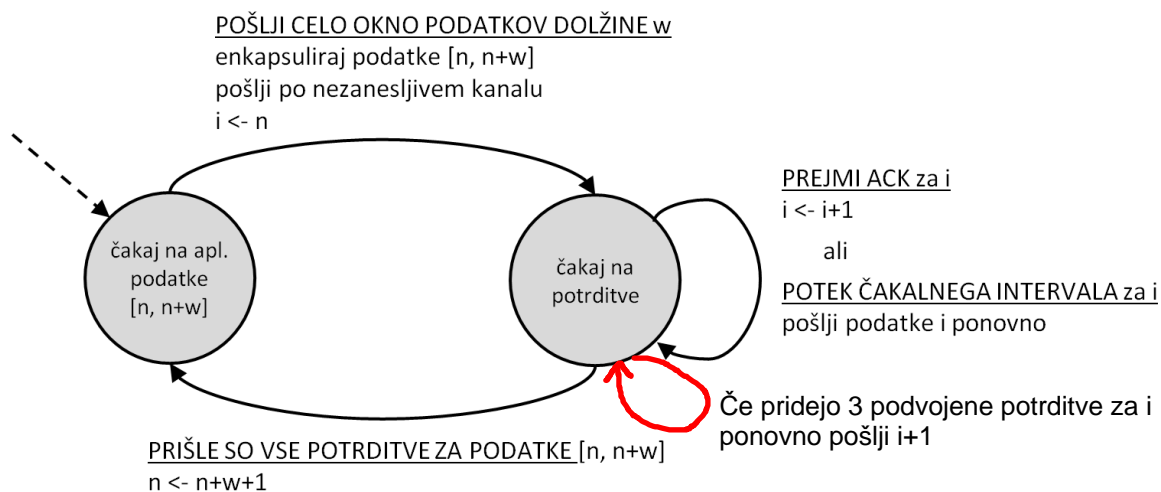 POŠLJI CELO OKNO PODATKOV DOLŽINE w
enkapsuliraj podatke [n, n+w]
pošlji po nezanesljivem kanalu
i <- n
čakaj na apl.
podatke
[n, n+w]
čakaj na
potrditve
PREJMI ACK za i
i <- i+1
ali
POTEK ČAKALNEGA INTERVALA za i
pošlji podatke i ponovno
Če pridejo 3 podvojene potrditve za i
ponovno pošlji i+1
PRIŠLE SO VSE POTRDITVE ZA PODATKE [n, n+w]
n <- n+w+1